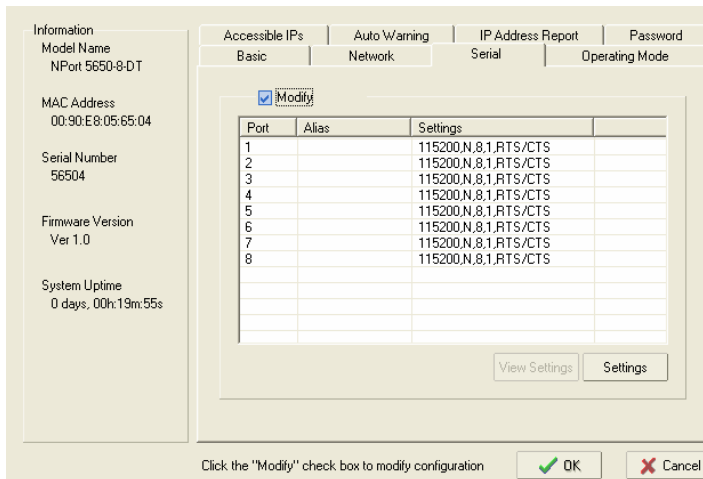 Information
Model Name
NPort 5650-8-DT
MAC Address
00:90:E8:05:65:04
Serial Number
56504
Firmware Version
Ver 1.0
System Uptime
0 days, 00h:19m:55s
Accessible IPs Auto Warning IP Address Report Password
Basic Network Serial Operating Mode
Modify
Port Alias Settings
1 115200,N,8,1,RTS/CTS
2 115200,N,8,1,RTS/CTS
3 115200,N,8,1,RTS/CTS
4 115200,N,8,1,RTS/CTS
5 115200,N,8,1,RTS/CTS
6 115200,N,8,1,RTS/CTS
7 115200,N,8,1,RTS/CTS
8 115200,N,8,1,RTS/CTS
View Settings Settings
Click the "Modify" check box to modify configuration OK Cancel